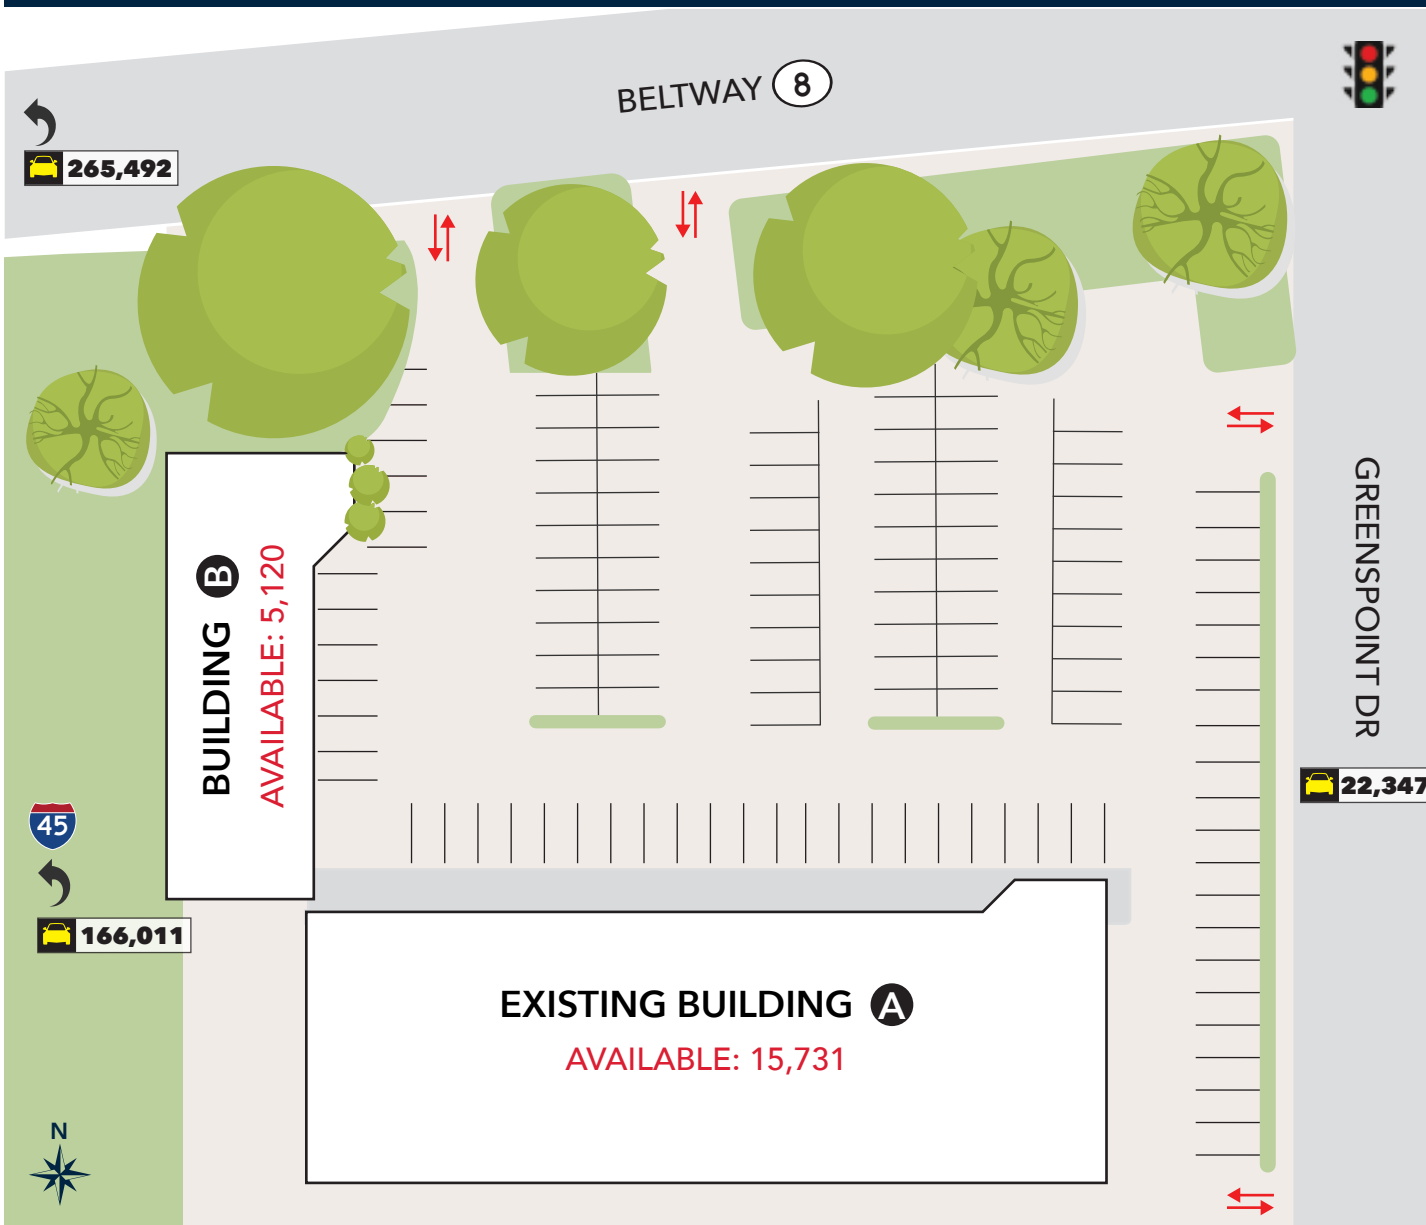 BELTWAY 8
265,492
GREENSPOINT DR
22,347
BUILDING B
AVAILABLE: 5,120
45
166,011
EXISTING BUILDING A
AVAILABLE: 15,731
N